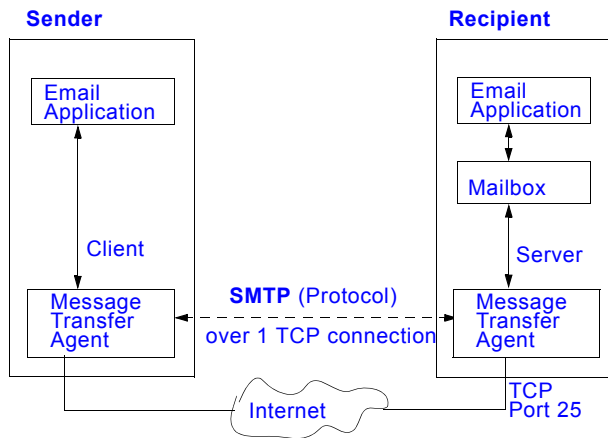 Sender
Recipient
Email
Application
Email
Application
Mailbox
Client
Server
Message
Transfer
Agent
SMTP (Protocol)
over 1 TCP connection
Message
Transfer
Agent
Internet
TCP
Port 25